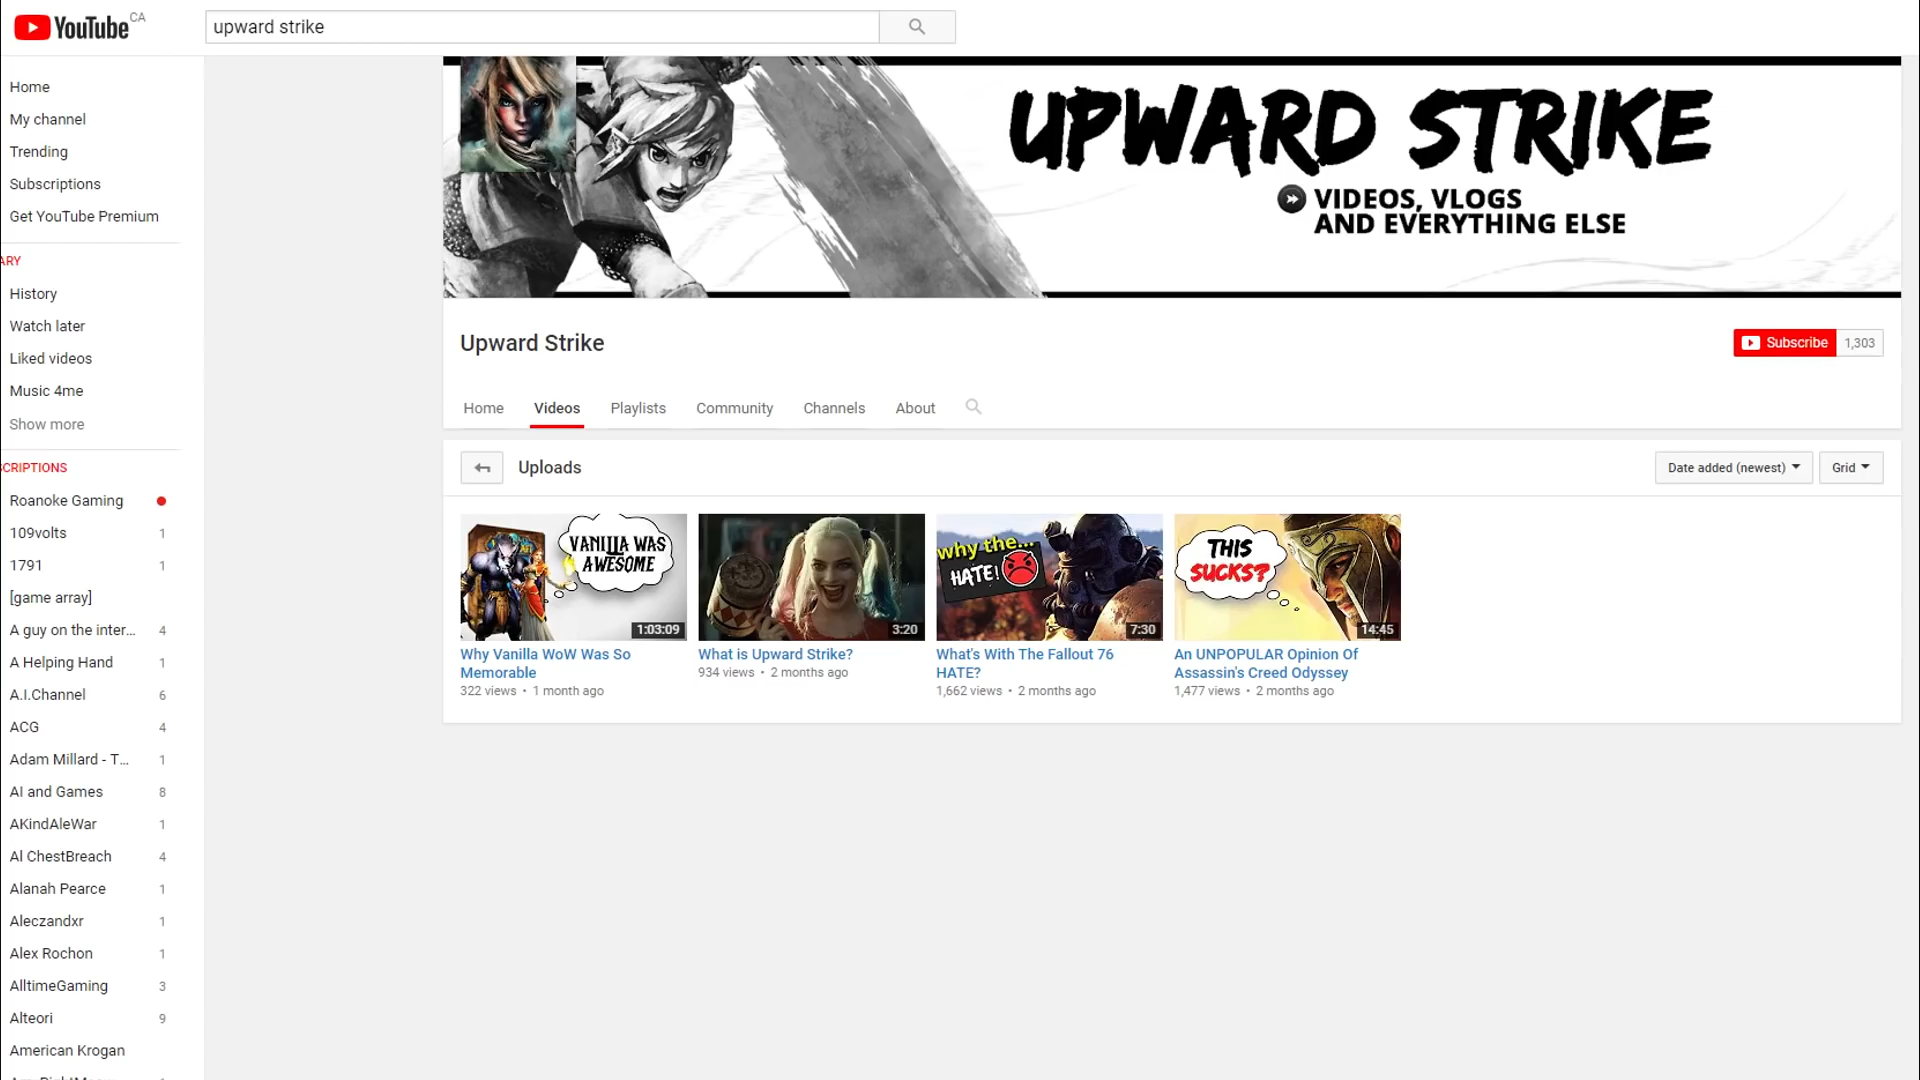 YouTube CA
upward strike
Home
My channel
Trending
Subscriptions
Get YouTube Premium
ARY
History
Watch later
Liked videos
Music 4me
Show more
SCRIPTIONS
Roanoke Gaming
109volts 1
1791 1
[game array]
A guy on the inter... 4
A Helping Hand 1
A.I.Channel 6
ACG 4
Adam Millard - T... 1
AI and Games 8
AKindAleWar 1
Al ChestBreach 4
Alanah Pearce 1
Aleczandxr 1
Alex Rochon 1
AlltimeGaming 3
Alteori 9
American Krogan
UPWARD STRIKE
VIDEOS, VLOGS
AND EVERYTHING ELSE
Upward Strike
Subscribe 1,303
Home Videos Playlists Community Channels About
Uploads
Date added (newest) Grid
VANILLA WAS
AWESOME
1:03:09
Why Vanilla WoW Was So
Memorable
322 views • 1 month ago
3:20
What is Upward Strike?
934 views • 2 months ago
why the...
HATE!
7:30
What's With The Fallout 76
HATE?
1,662 views • 2 months ago
THIS
SUCKS?
14:45
An UNPOPULAR Opinion Of
Assassin's Creed Odyssey
1,477 views • 2 months ago